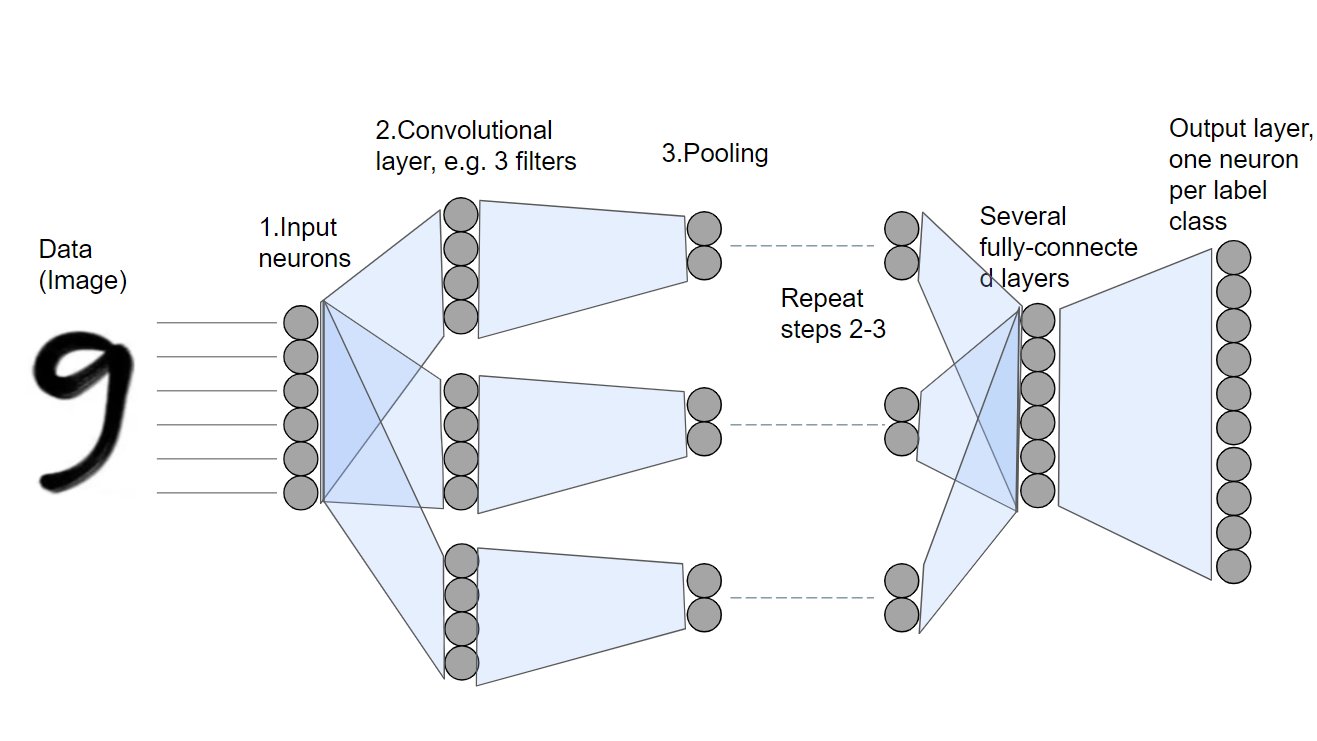 Data
(Image)
9
1.Input
neurons
2.Convolutional
layer, e.g. 3 filters
3.Pooling
Repeat
steps 2-3
Several
fully-connecte
d layers
Output layer,
one neuron
per label
class